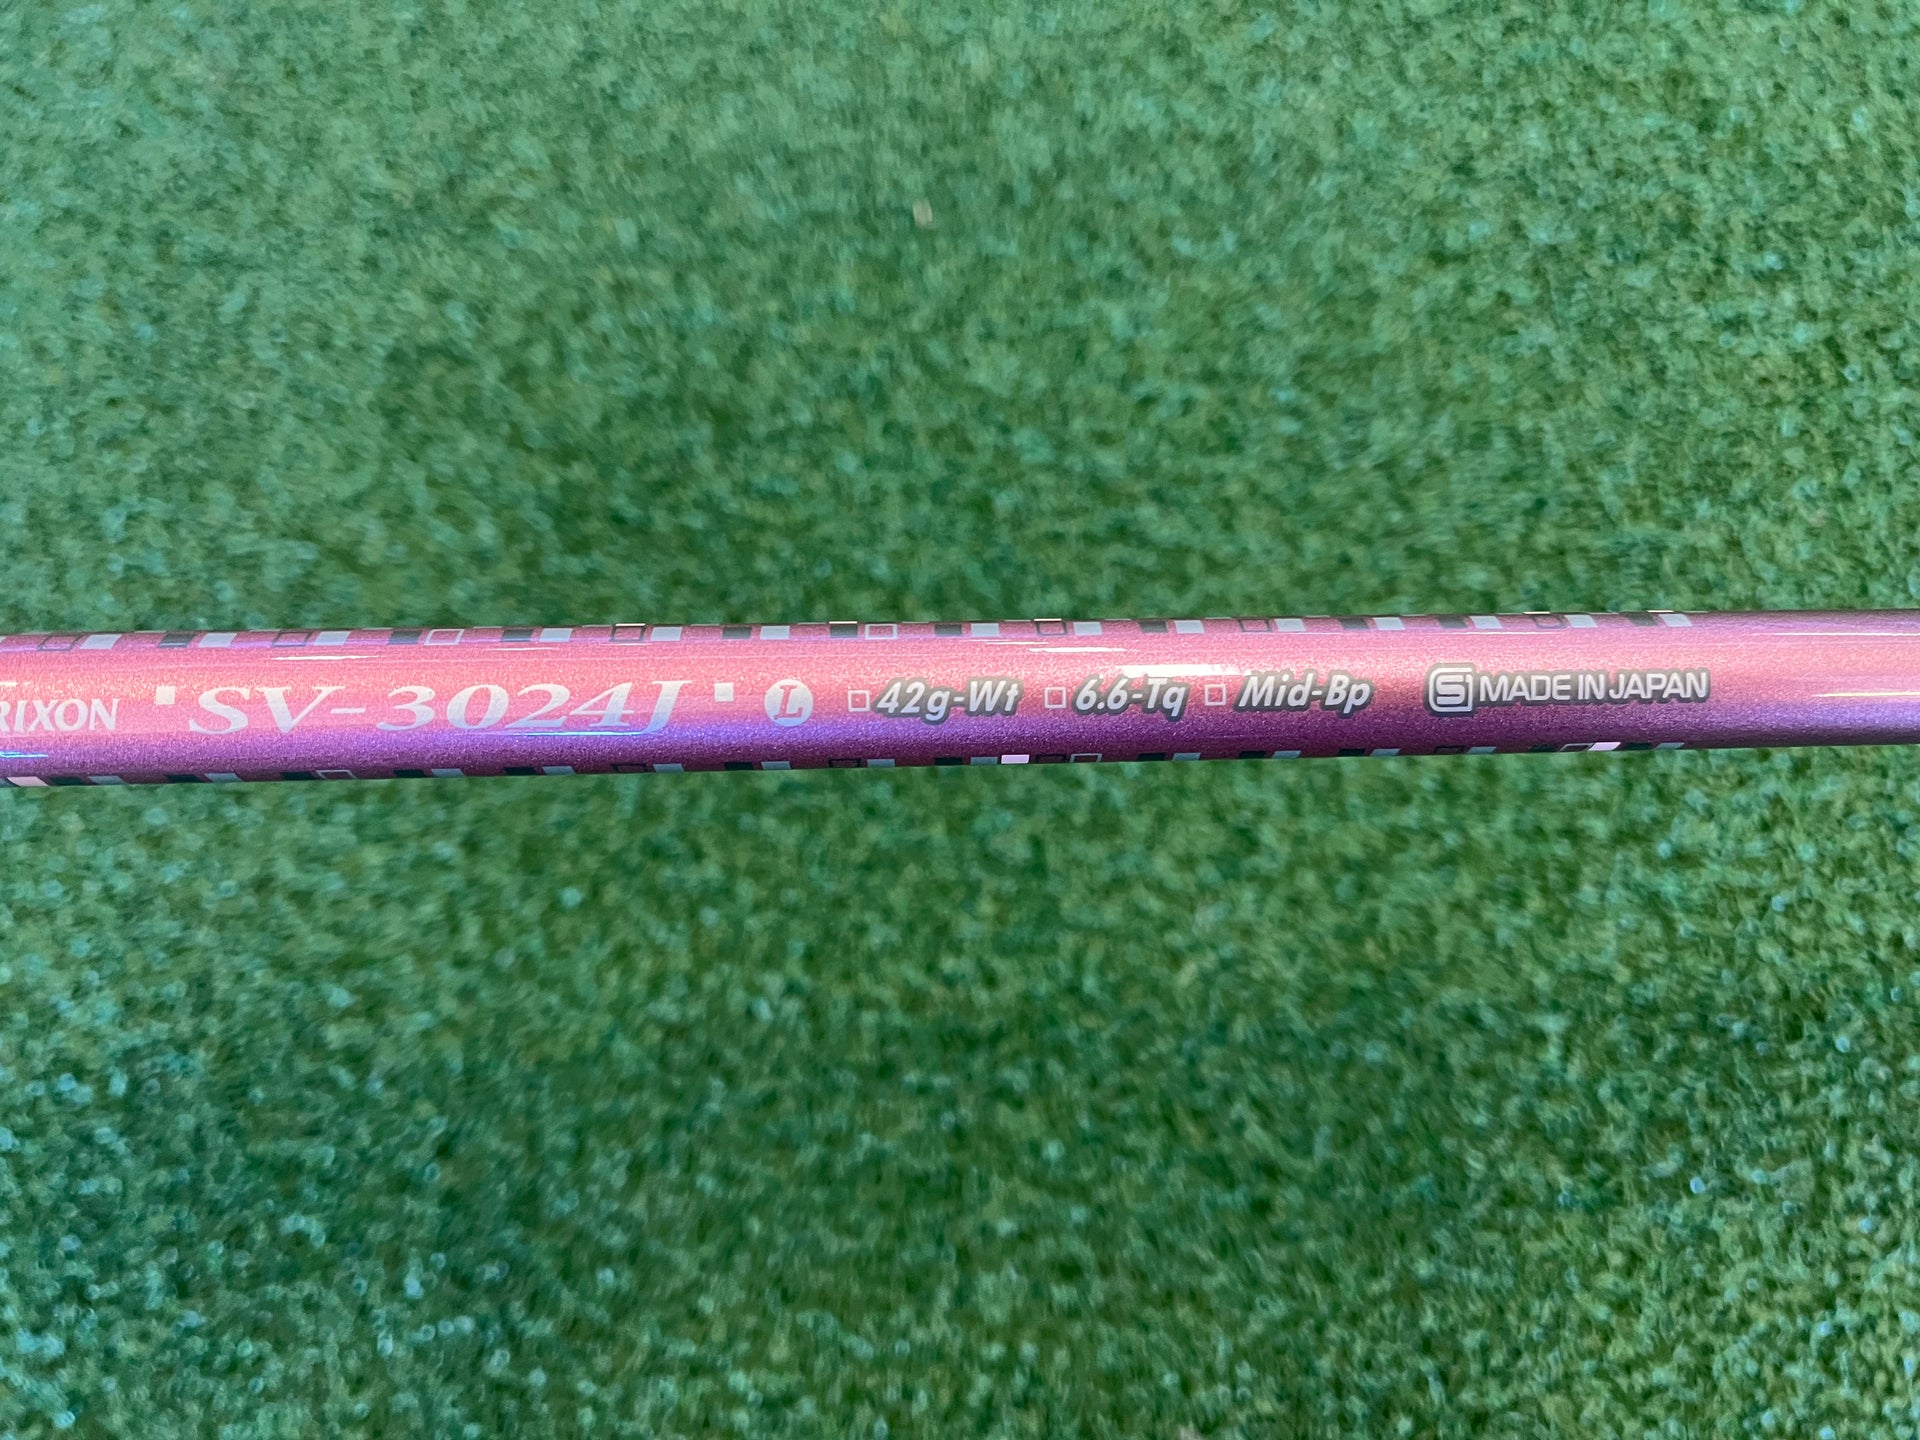 RIXON SV-3024J L 42g-Wt 6.6-Tq Mid-Bp S MADE IN JAPAN